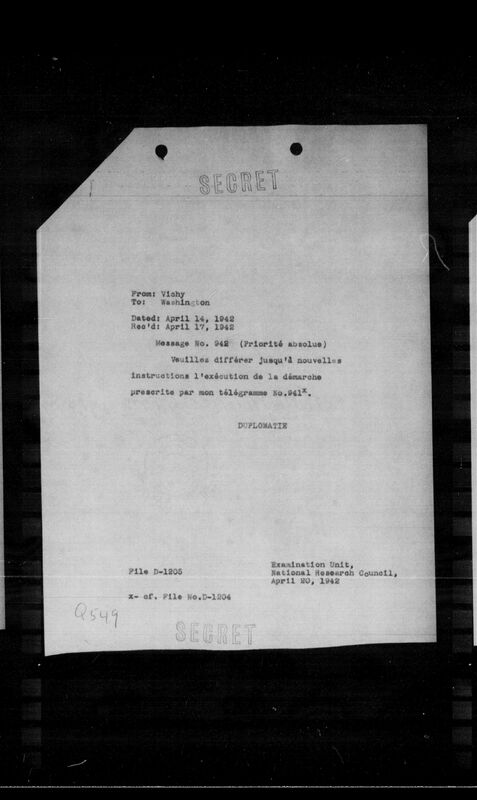 SECRET
From: Vichy
To: Washington
Dated: April 14, 1942
Rec'd: April 17, 1942
Message No. 942 (Priorité absolue)
Veuillez différer jusqu'à nouvelles
instructions l'exécution de la démarche
prescrite par mon télégramme No.941x.
DUPLOMATIE
File D-1205
Examination Unit,
National Research Council,
April 20, 1942
x- cf. File No.D-1204
Q549
SECRET